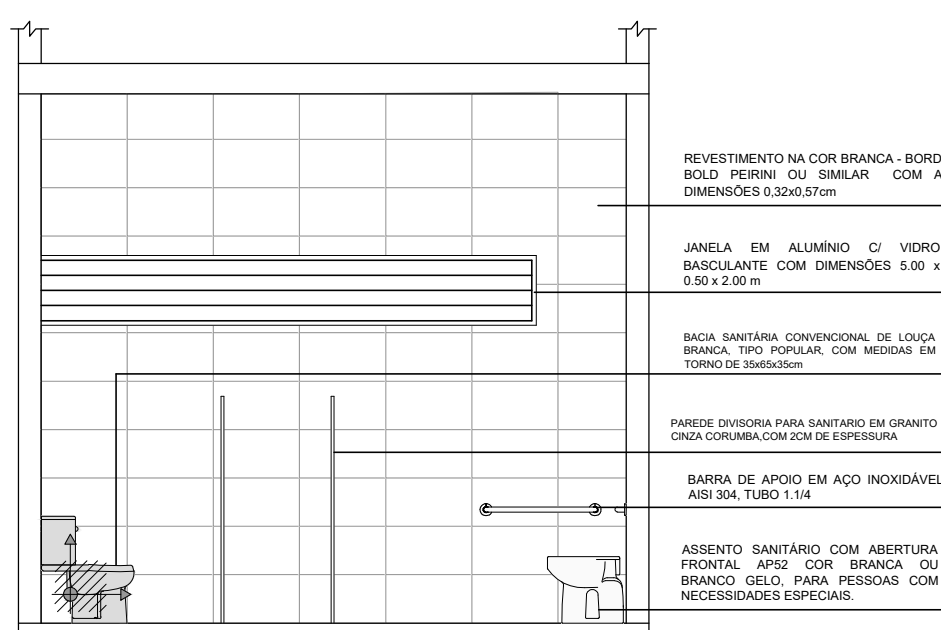 REVESTIMENTO NA COR BRANCA - BORD
BOLD PEIRINI OU SIMILAR COM A
DIMENSÕES 0,32x0,57cm
JANELA EM ALUMÍNIO C/ VIDRO
BASCULANTE COM DIMENSÕES 5.00 x
0.50 x 2.00 m
BACIA SANITÁRIA CONVENCIONAL DE LOUÇA
BRANCA, TIPO POPULAR, COM MEDIDAS EM
TORNO DE 35x65x35cm
PAREDE DIVISORIA PARA SANITARIO EM GRANITO
CINZA CORUMBA,COM 2CM DE ESPESSURA
BARRA DE APOIO EM AÇO INOXIDÁVEL
AISI 304, TUBO 1.1/4
ASSENTO SANITÁRIO COM ABERTURA
FRONTAL AP52 COR BRANCA OU
BRANCO GELO, PARA PESSOAS COM
NECESSIDADES ESPECIAIS.